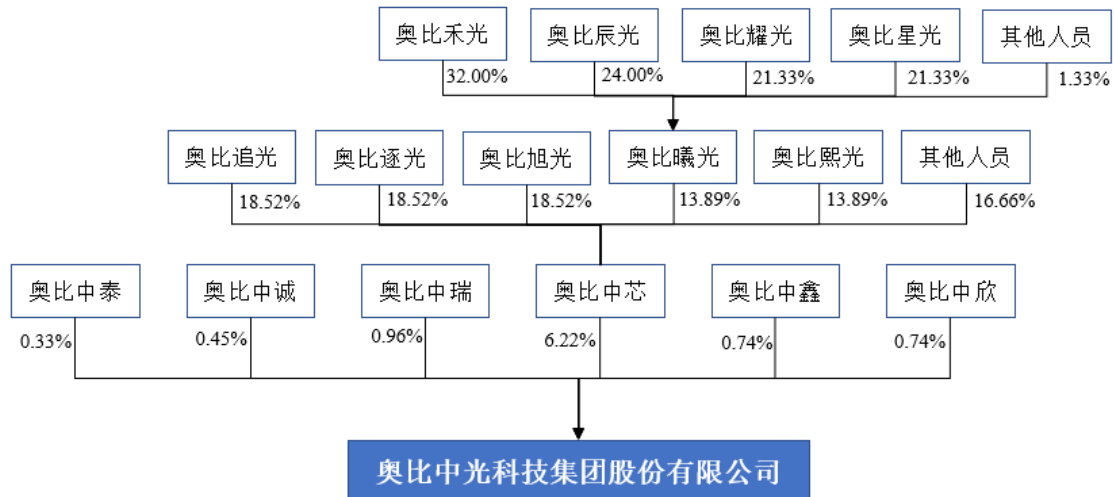 奥比禾光 奥比辰光 奥比耀光 奥比星光 其他人员
32.00% 24.00% 21.33% 21.33% 1.33%
奥比追光 奥比逐光 奥比旭光 奥比曦光 奥比熙光 其他人员
18.52% 18.52% 18.52% 13.89% 13.89% 16.66%
奥比中泰 奥比中诚 奥比中瑞 奥比中芯 奥比中鑫 奥比中欣
0.33% 0.45% 0.96% 6.22% 0.74% 0.74%
奥比中光科技集团股份有限公司